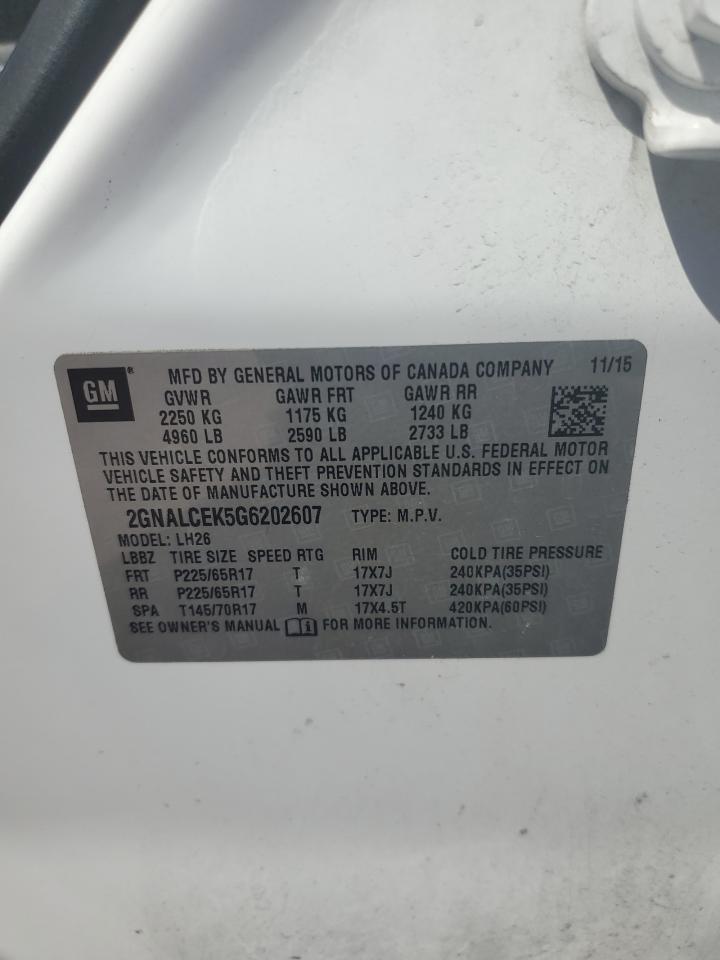 GM ® MFD BY GENERAL MOTORS OF CANADA COMPANY 11/15
GVWR GAWR FRT GAWR RR
2250 KG 1175 KG 1240 KG
4960 LB 2590 LB 2733 LB
THIS VEHICLE CONFORMS TO ALL APPLICABLE U.S. FEDERAL MOTOR
VEHICLE SAFETY AND THEFT PREVENTION STANDARDS IN EFFECT ON
THE DATE OF MANUFACTURE SHOWN ABOVE.
2GNALCEK5G6202607 TYPE: M.P.V.
MODEL: LH26
LBBZ TIRE SIZE SPEED RTG RIM COLD TIRE PRESSURE
FRT P225/65R17 T 17X7J 240KPA(35PSI)
RR P225/65R17 T 17X7J 240KPA(35PSI)
SPA T145/70R17 M 17X4.5T 420KPA(60PSI)
SEE OWNER'S MANUAL FOR MORE INFORMATION.